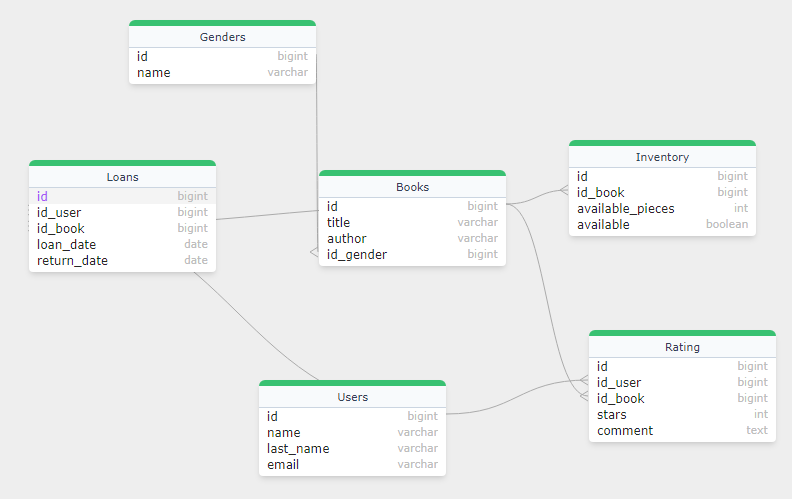 Genders
id bigint
name varchar
Loans
id bigint
id_user bigint
id_book bigint
loan_date date
return_date date
Books
id bigint
title varchar
author varchar
id_gender bigint
Inventory
id bigint
id_book bigint
available_pieces int
available boolean
Rating
id bigint
id_user bigint
id_book bigint
stars int
comment text
Users
id bigint
name varchar
last_name varchar
email varchar